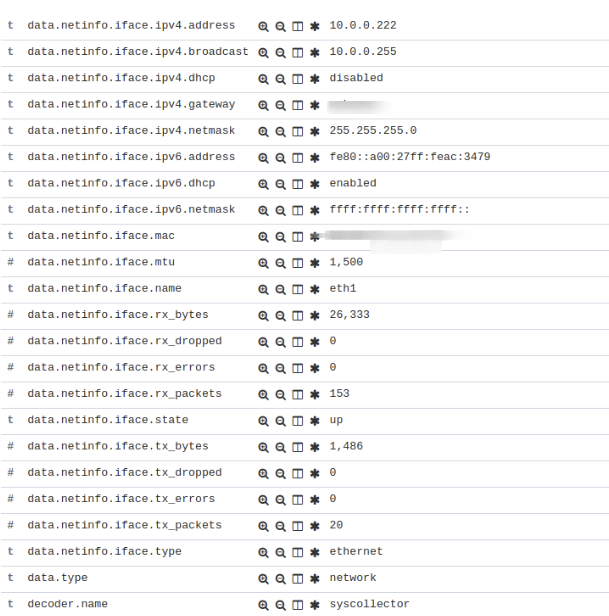 t data.netinfo.iface.ipv4.address 10.0.0.222
t data.netinfo.iface.ipv4.broadcast 10.0.0.255
t data.netinfo.iface.ipv4.dhcp disabled
t data.netinfo.iface.ipv4.gateway
t data.netinfo.iface.ipv4.netmask 255.255.255.0
t data.netinfo.iface.ipv6.address fe80::a00:27ff:feac:3479
t data.netinfo.iface.ipv6.dhcp enabled
t data.netinfo.iface.ipv6.netmask ffff:ffff:ffff:ffff::
t data.netinfo.iface.mac
# data.netinfo.iface.mtu 1,500
t data.netinfo.iface.name eth1
# data.netinfo.iface.rx_bytes 26,333
# data.netinfo.iface.rx_dropped 0
# data.netinfo.iface.rx_errors 0
# data.netinfo.iface.rx_packets 153
t data.netinfo.iface.state up
# data.netinfo.iface.tx_bytes 1,486
# data.netinfo.iface.tx_dropped 0
# data.netinfo.iface.tx_errors 0
# data.netinfo.iface.tx_packets 20
t data.netinfo.iface.type ethernet
t data.type network
t decoder.name syscollector